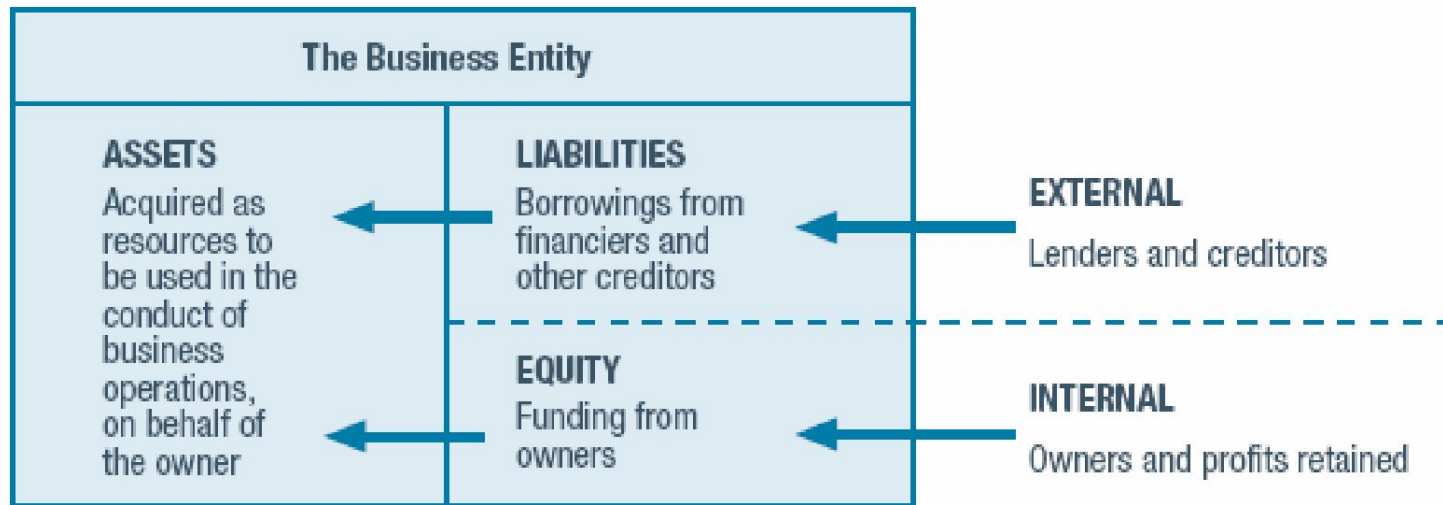 The Business Entity
ASSETS
Acquired as
resources to
be used in the
conduct of
business
operations,
on behalf of
the owner
LIABILITIES
Borrowings from
financiers and
other creditors
EQUITY
Funding from
owners
EXTERNAL
Lenders and creditors
INTERNAL
Owners and profits retained